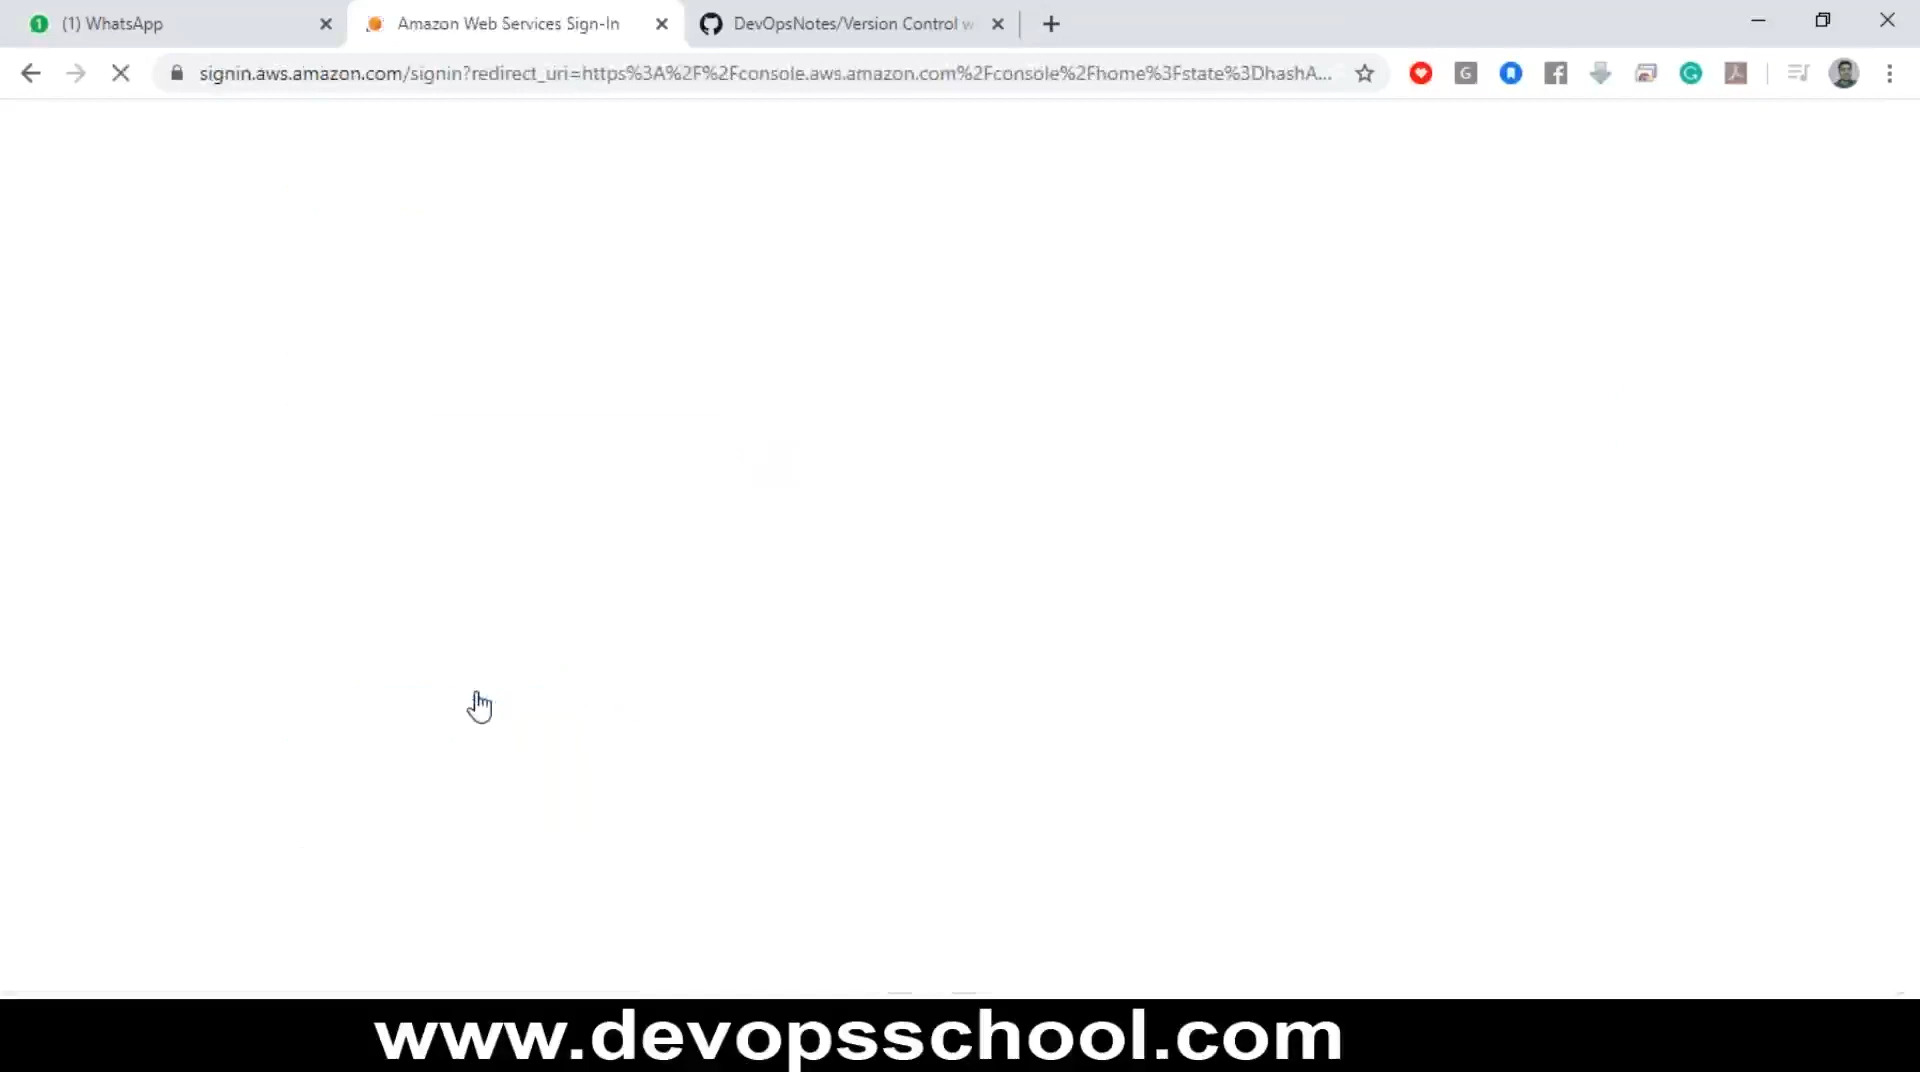 1 (1) WhatsApp
Amazon Web Services Sign-In
DevOpsNotes/Version Control w
signin.aws.amazon.com/signin?redirect_uri=https%3A%2F%2Fconsole.aws.amazon.com%2Fconsole%2Fhome%3Fstate%3DhashA...
www.devopsschool.com